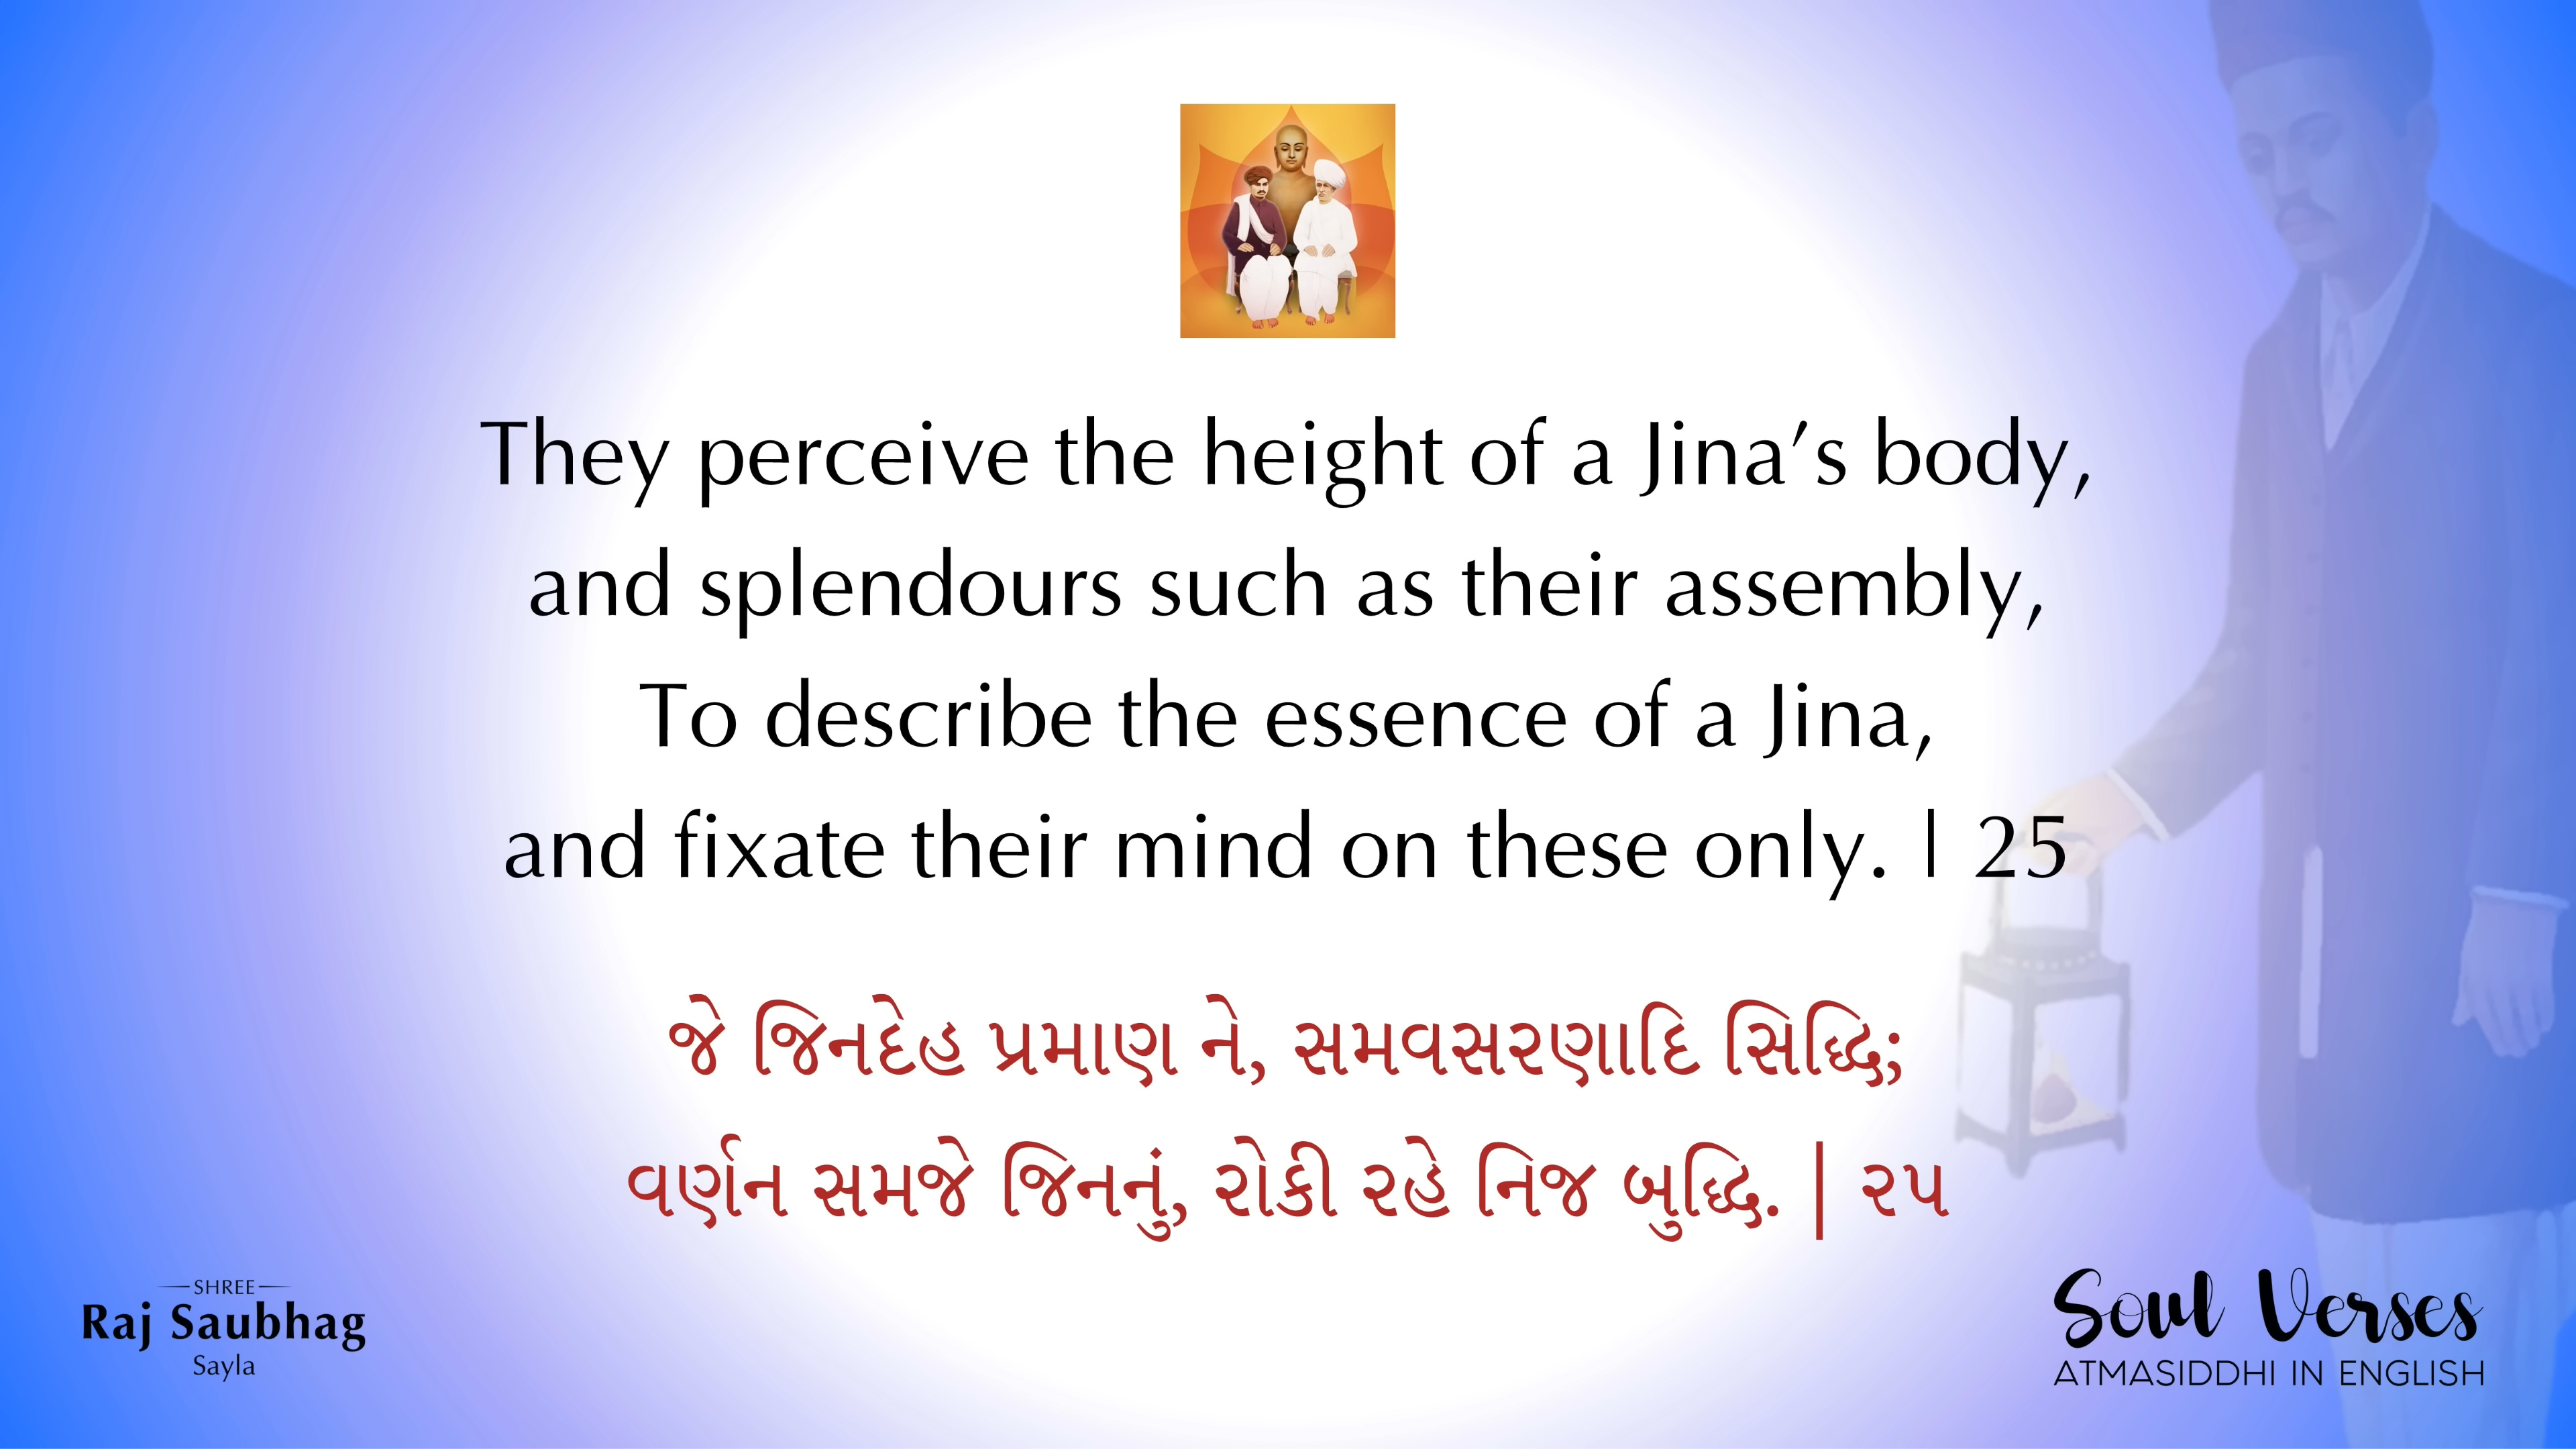 They perceive the height of a Jina’s body,
and splendours such as their assembly,
To describe the essence of a Jina,
and fixate their mind on these only. | 25
જે જિનદેહ પ્રમાણ ને, સમવસરણાદિ સિદ્ધિ;
વર્ણન સમજે જિનનું, રોકી રહે નિજ બુદ્ધિ. | ૨૫
SHREE
Raj Saubhag
Sayla
Soul Verses
ATMASIDDHI IN ENGLISH